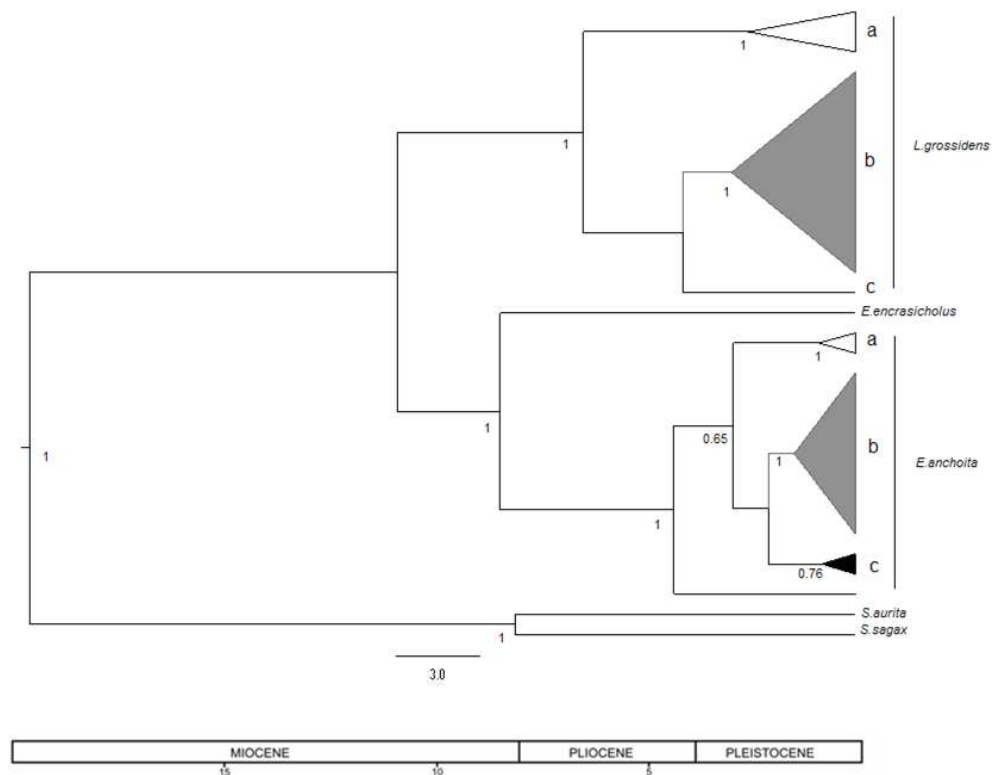 a
1
b
L.grossidens
1
1
c
E.encrasicholus
a
1
1
0.65
b
1
E.anchoita
1
c
0.76
S.aurita
1
S.sagax
3.0
MIOCENE PLIOCENE PLEISTOCENE
15 10 5
1